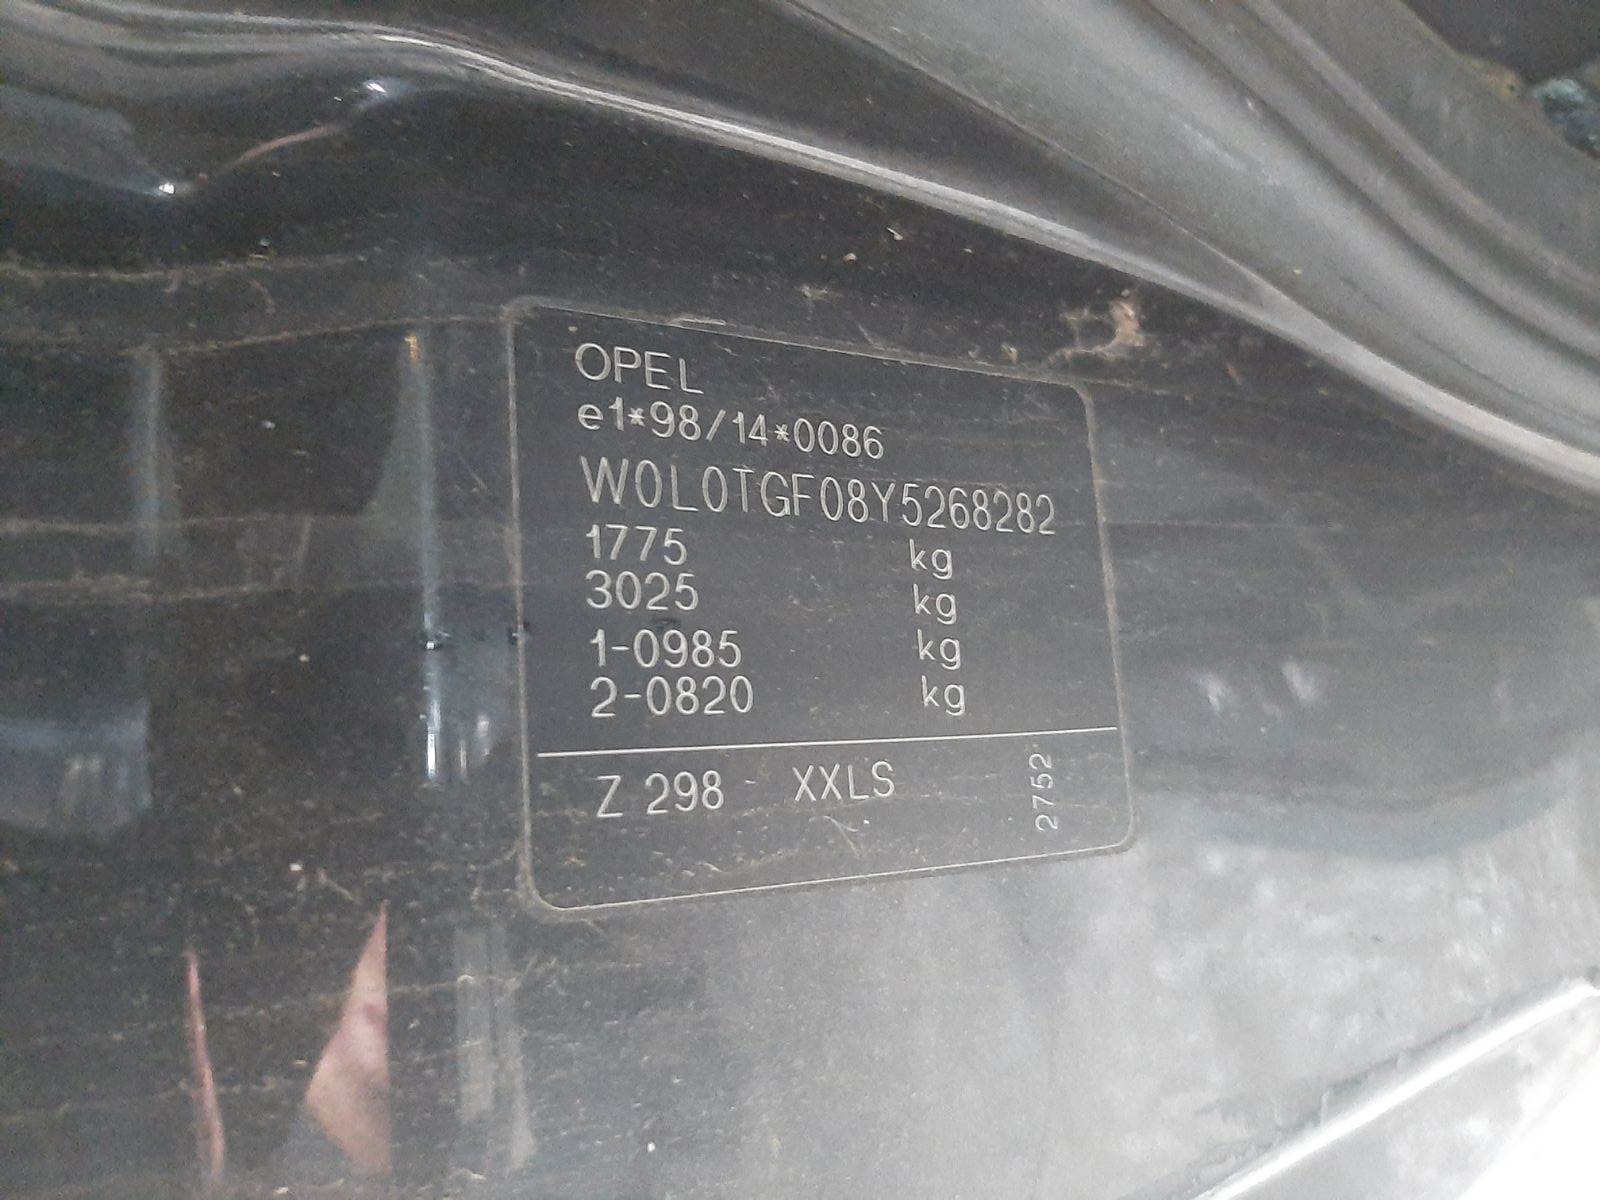 OPEL
e1*98/14*0086
W0L0TGF08Y5268282
1775 kg
3025 kg
1-0985 kg
2-0820 kg
Z 298 - XXLS
2752